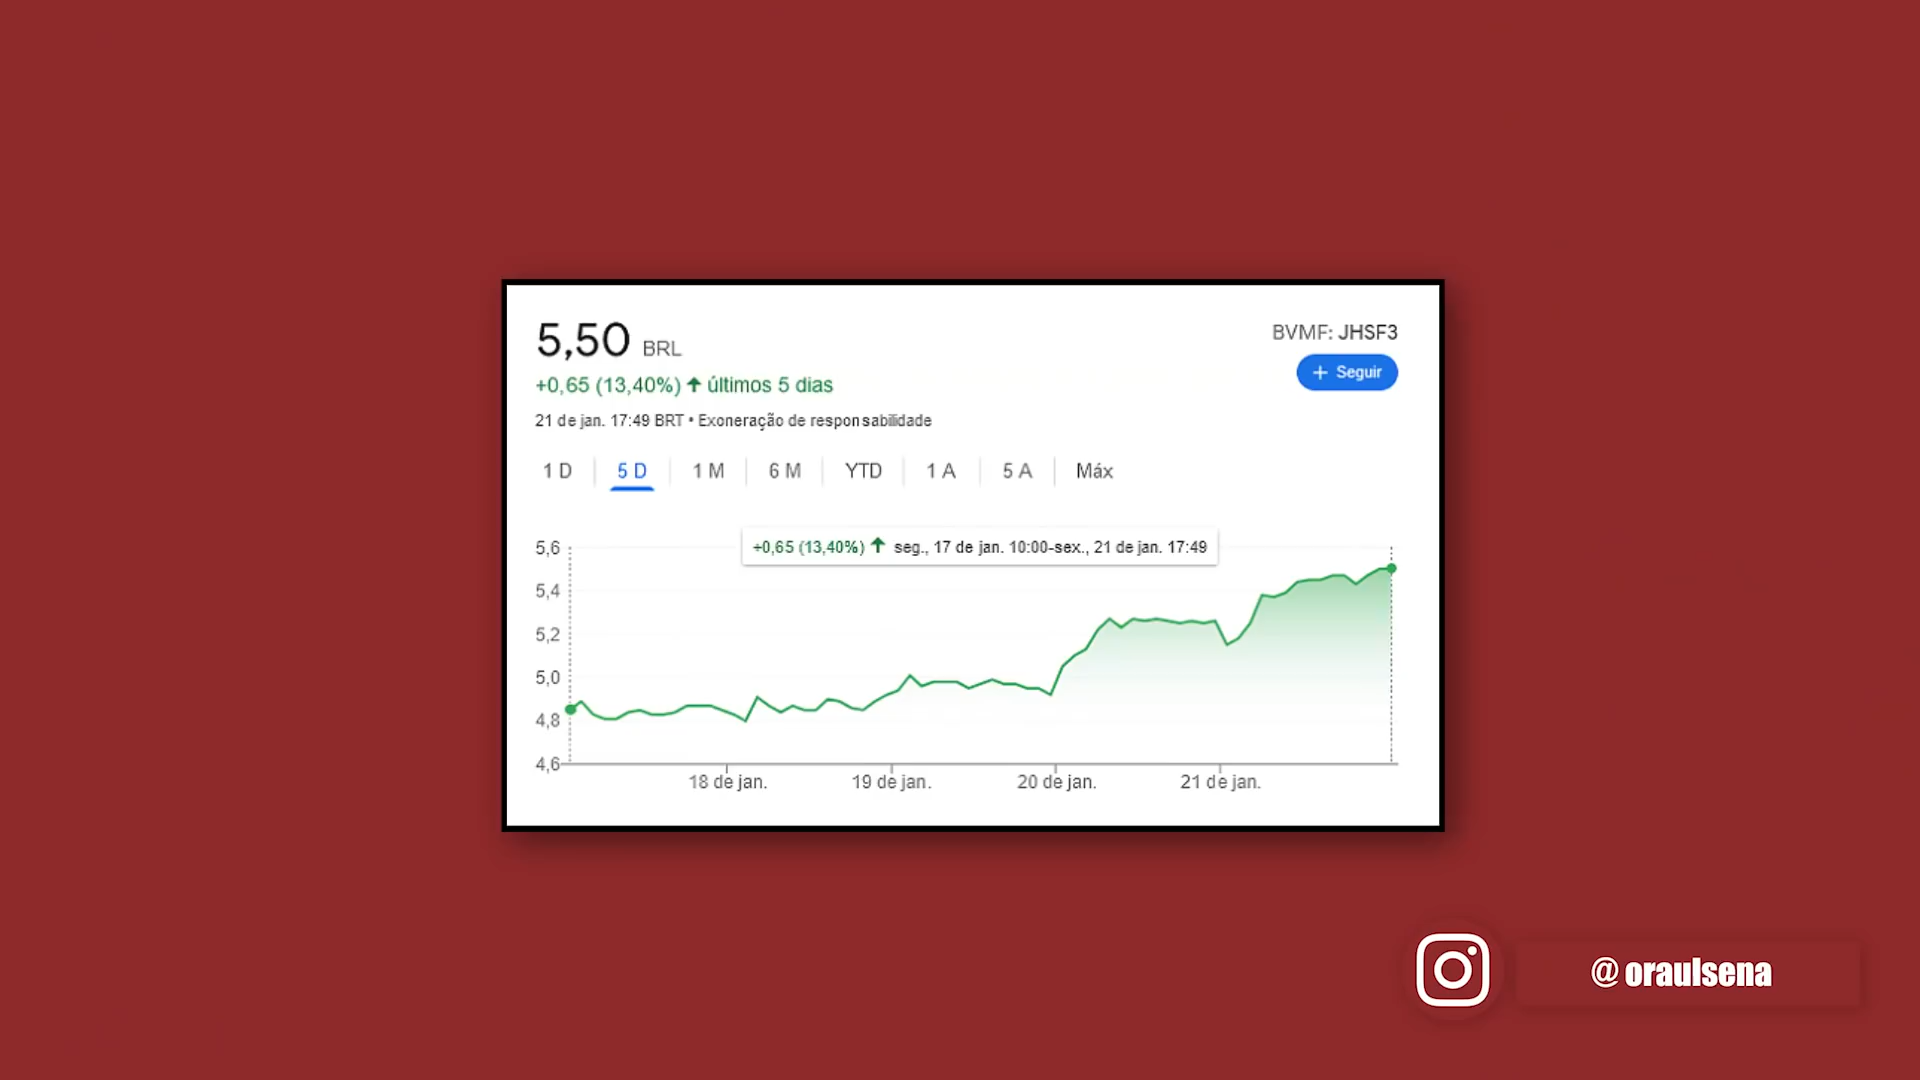 5,50 BRL
BVMF: JHSF3
+0,65 (13,40%) ↑ últimos 5 dias
+ Seguir
21 de jan. 17:49 BRT • Exoneração de responsabilidade
1 D 5 D 1 M 6 M YTD 1 A 5 A Máx
+0,65 (13,40%) ↑ seg., 17 de jan. 10:00-sex., 21 de jan. 17:49
5,6
5,4
5,2
5,0
4,8
4,6
18 de jan. 19 de jan. 20 de jan. 21 de jan.
@oraulsena